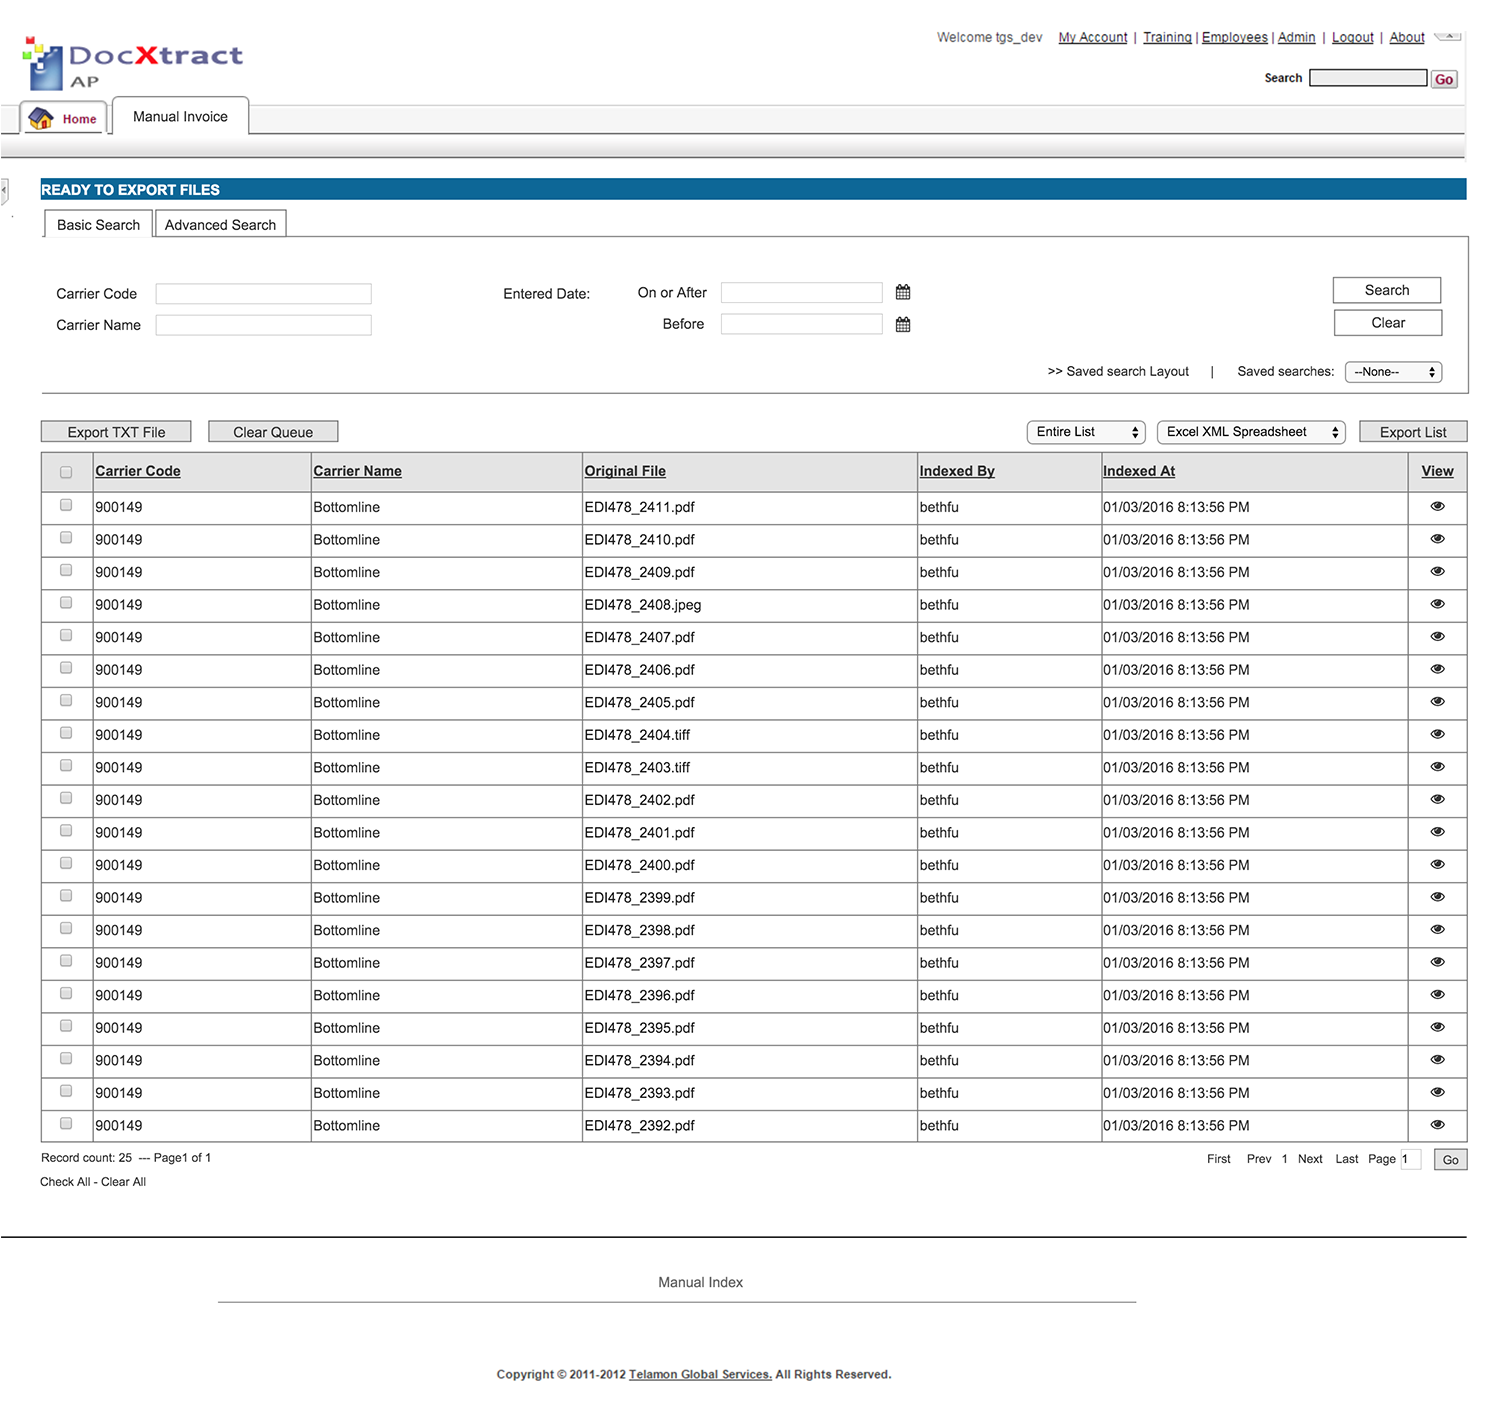 DocXtract
AP
Welcome tgs_dev My Account | Training | Employees | Admin | Logout | About
Search Go
Home Manual Invoice
READY TO EXPORT FILES
Basic Search Advanced Search
Carrier Code Entered Date: On or After Search
Carrier Name Before Clear
>> Saved search Layout | Saved searches: --None--
Export TXT File Clear Queue Entire List Excel XML Spreadsheet Export List
Carrier Code Carrier Name Original File Indexed By Indexed At View
900149 Bottomline EDI478_2411.pdf bethfu 01/03/2016 8:13:56 PM
900149 Bottomline EDI478_2410.pdf bethfu 01/03/2016 8:13:56 PM
900149 Bottomline EDI478_2409.pdf bethfu 01/03/2016 8:13:56 PM
900149 Bottomline EDI478_2408.jpeg bethfu 01/03/2016 8:13:56 PM
900149 Bottomline EDI478_2407.pdf bethfu 01/03/2016 8:13:56 PM
900149 Bottomline EDI478_2406.pdf bethfu 01/03/2016 8:13:56 PM
900149 Bottomline EDI478_2405.pdf bethfu 01/03/2016 8:13:56 PM
900149 Bottomline EDI478_2404.tiff bethfu 01/03/2016 8:13:56 PM
900149 Bottomline EDI478_2403.tiff bethfu 01/03/2016 8:13:56 PM
900149 Bottomline EDI478_2402.pdf bethfu 01/03/2016 8:13:56 PM
900149 Bottomline EDI478_2401.pdf bethfu 01/03/2016 8:13:56 PM
900149 Bottomline EDI478_2400.pdf bethfu 01/03/2016 8:13:56 PM
900149 Bottomline EDI478_2399.pdf bethfu 01/03/2016 8:13:56 PM
900149 Bottomline EDI478_2398.pdf bethfu 01/03/2016 8:13:56 PM
900149 Bottomline EDI478_2397.pdf bethfu 01/03/2016 8:13:56 PM
900149 Bottomline EDI478_2396.pdf bethfu 01/03/2016 8:13:56 PM
900149 Bottomline EDI478_2395.pdf bethfu 01/03/2016 8:13:56 PM
900149 Bottomline EDI478_2394.pdf bethfu 01/03/2016 8:13:56 PM
900149 Bottomline EDI478_2393.pdf bethfu 01/03/2016 8:13:56 PM
900149 Bottomline EDI478_2392.pdf bethfu 01/03/2016 8:13:56 PM
Record count: 25 --- Page1 of 1 First Prev 1 Next Last Page 1 Go
Check All - Clear All
Manual Index
Copyright © 2011-2012 Telamon Global Services. All Rights Reserved.